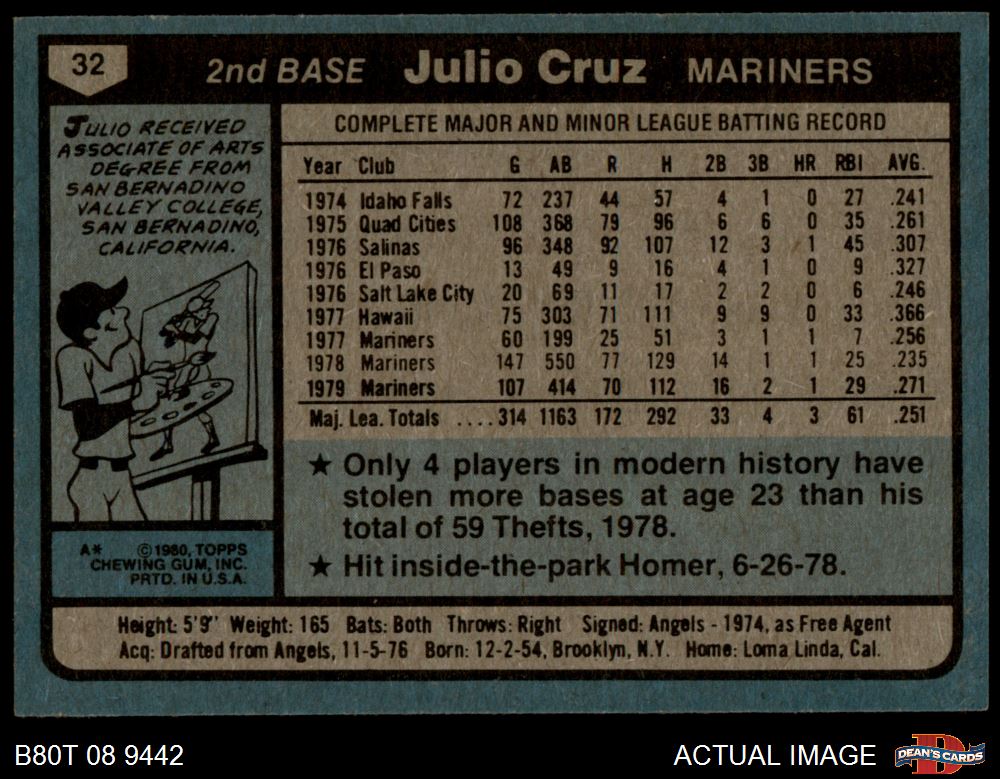 32 2nd BASE Julio Cruz MARINERS
JULIO RECEIVED
ASSOCIATE OF ARTS
DEGREE FROM
SAN BERNADINO
VALLEY COLLEGE,
SAN BERNADINO,
CALIFORNIA.
COMPLETE MAJOR AND MINOR LEAGUE BATTING RECORD
Year Club G AB R H 2B 3B HR RBI AVG.
1974 Idaho Falls 72 237 44 57 4 1 0 27 .241
1975 Quad Cities 108 368 79 96 6 6 0 35 .261
1976 Salinas 96 348 92 107 12 3 1 45 .307
1976 El Paso 13 49 9 16 4 1 0 9 .327
1976 Salt Lake City 20 69 11 17 2 2 0 6 .246
1977 Hawaii 75 303 71 111 9 9 0 33 .366
1977 Mariners 60 199 25 51 3 1 1 7 .256
1978 Mariners 147 550 77 129 14 1 1 25 .235
1979 Mariners 107 414 70 112 16 2 1 29 .271
Maj. Lea. Totals ....314 1163 172 292 33 4 3 61 .251
★ Only 4 players in modern history have
stolen more bases at age 23 than his
total of 59 Thefts, 1978.
★ Hit inside-the-park Homer, 6-26-78.
A* ©1980, TOPPS
CHEWING GUM, INC.
PRTD. IN U.S.A.
Height: 5'9" Weight: 165 Bats: Both Throws: Right Signed: Angels - 1974, as Free Agent
Acq: Drafted from Angels, 11-5-76 Born: 12-2-54, Brooklyn, N.Y. Home: Loma Linda, Cal.
B80T 08 9442 ACTUAL IMAGE DEAN'S CARDS